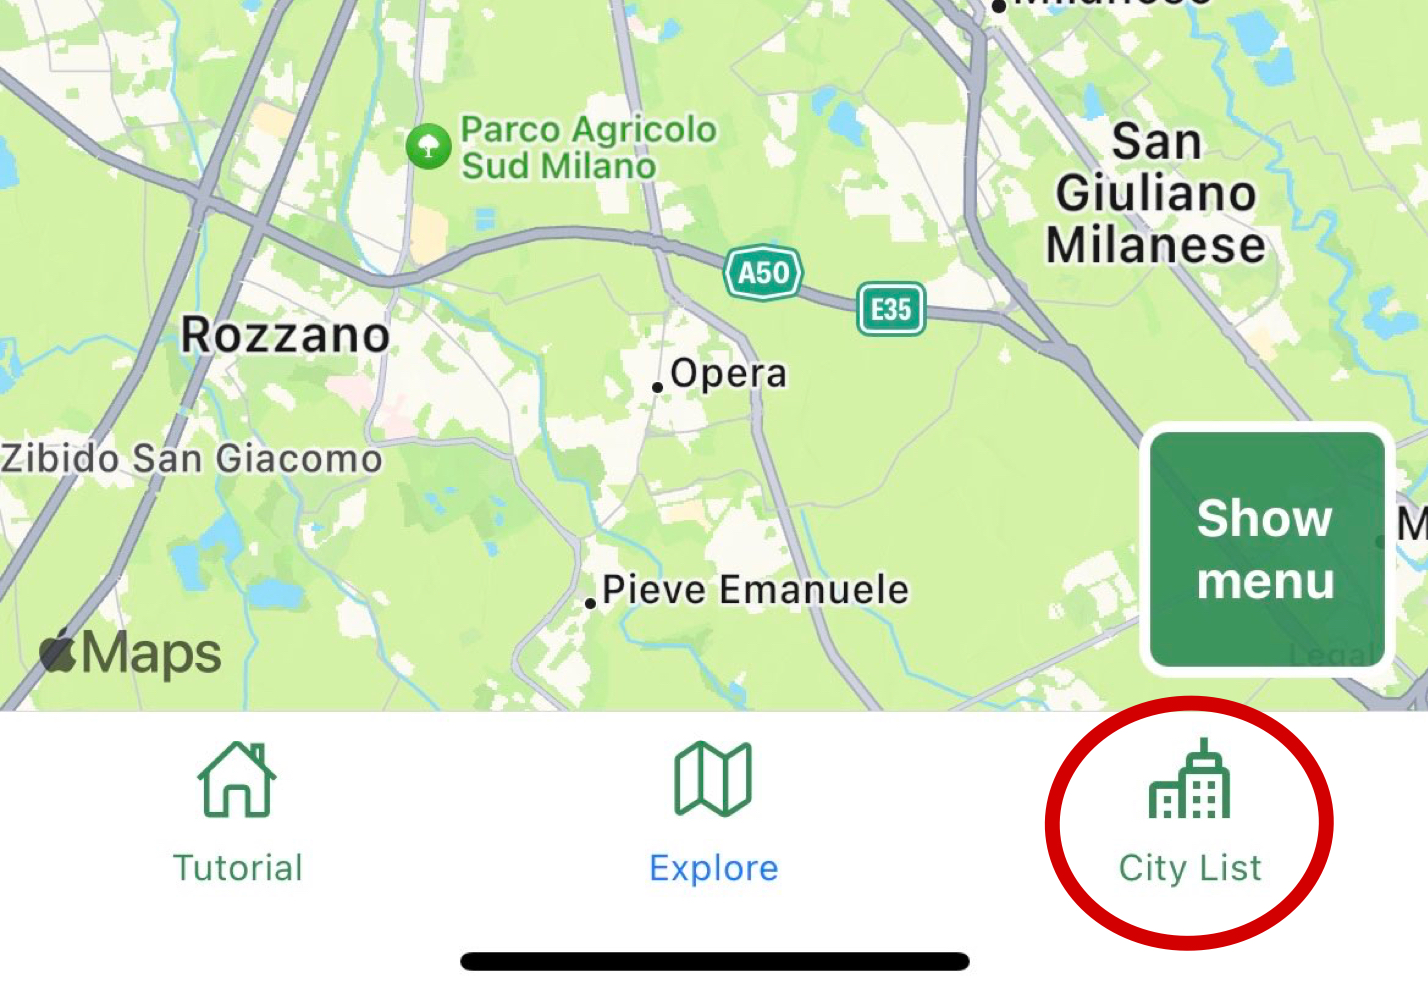 Parco Agricolo
Sud Milano
San
Giuliano
Milanese
A50
E35
Rozzano
Opera
Zibido San Giacomo
Show
menu
Pieve Emanuele
Legal
Maps
Tutorial
Explore
City List